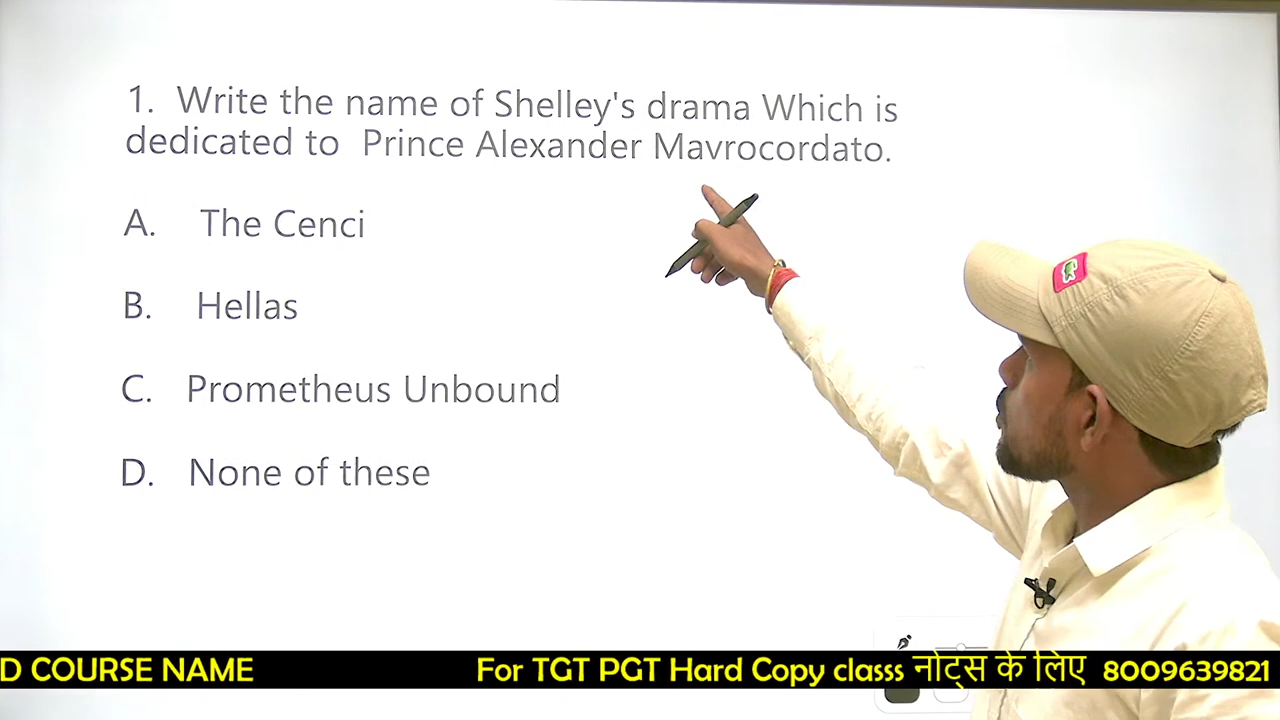 1. Write the name of Shelley's drama Which is
dedicated to Prince Alexander Mavrocordato.
A. The Cenci
B. Hellas
C. Prometheus Unbound
D. None of these
D COURSE NAME For TGT PGT Hard Copy classs नोट्स के लिए 8009639821